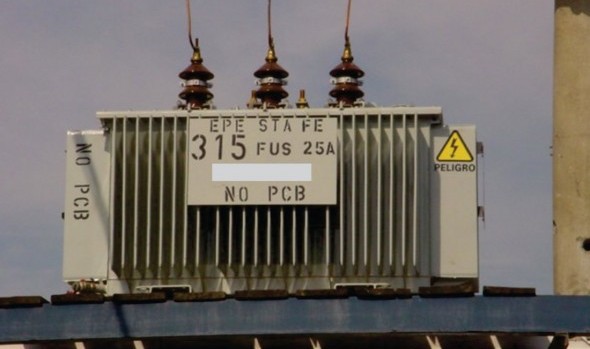 EPE STA FE
315 FUS 25A
NO PCB
NO PCB
PELIGRO